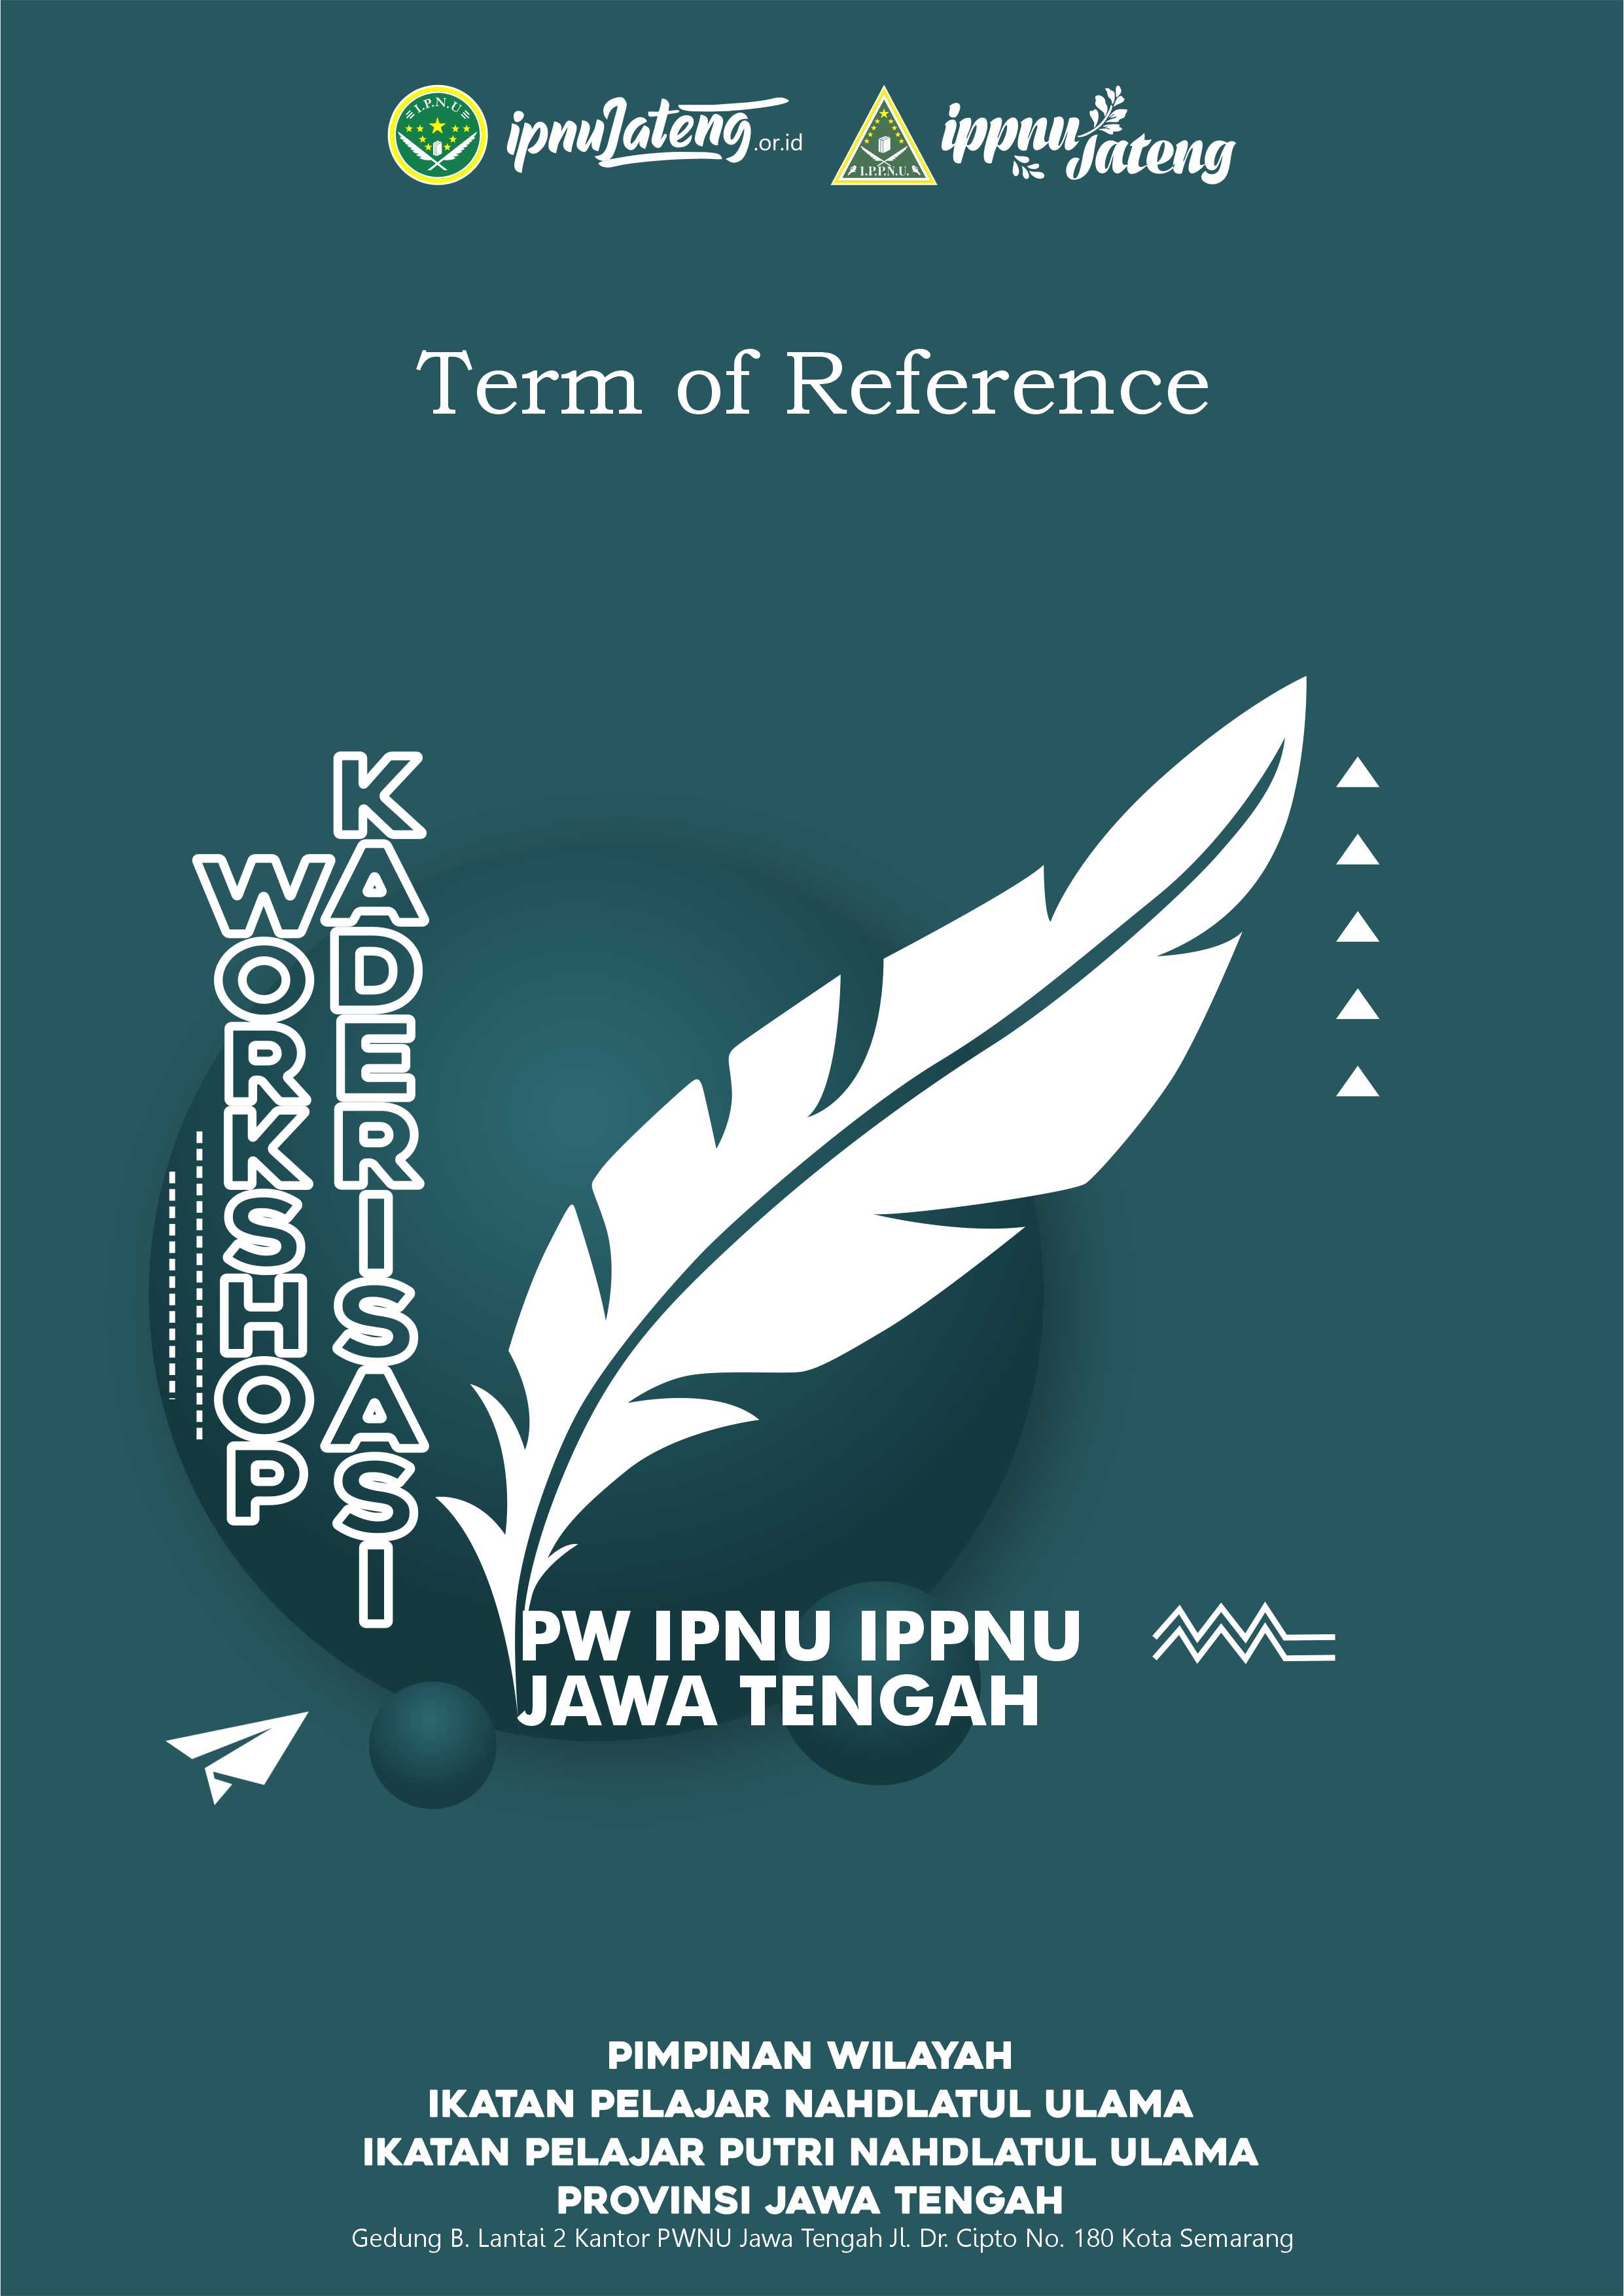 I.P.N.U
ipnuJateng.or.id
I.P.P.N.U.
ippnu
Jateng
Term of Reference
WORKSHOP
KADERISASI
PW IPNU IPPNU
JAWA TENGAH
PIMPINAN WILAYAH
IKATAN PELAJAR NAHDLATUL ULAMA
IKATAN PELAJAR PUTRI NAHDLATUL ULAMA
PROVINSI JAWA TENGAH
Gedung B. Lantai 2 Kantor PWNU Jawa Tengah Jl. Dr. Cipto No. 180 Kota Semarang